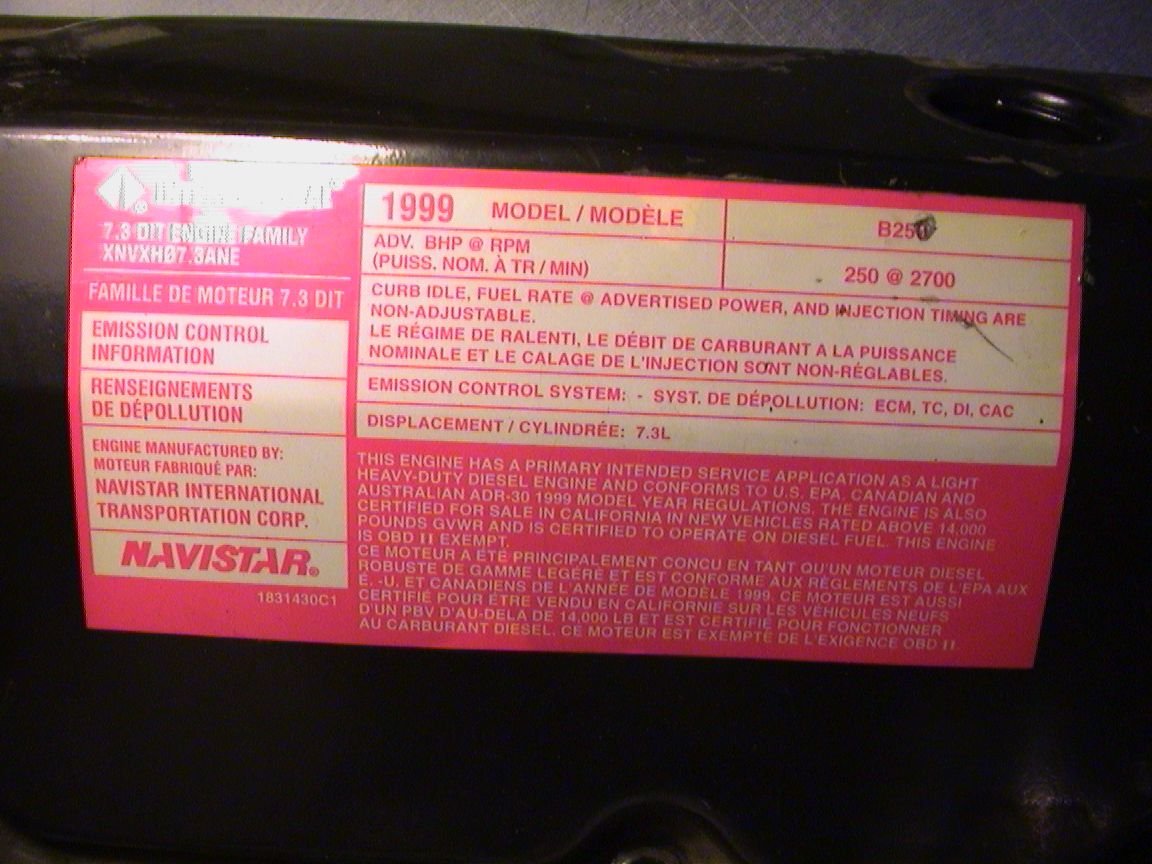 7.3 DIT ENGINE FAMILY
XNVXH07.3ANE
FAMILLE DE MOTEUR 7.3 DIT
EMISSION CONTROL
INFORMATION
RENSEIGNEMENTS
DE DÉPOLLUTION
ENGINE MANUFACTURED BY:
MOTEUR FABRIQUÉ PAR:
NAVISTAR INTERNATIONAL
TRANSPORTATION CORP.
NAVISTAR®
1831430C1
1999 MODEL / MODÈLE
B250
ADV. BHP @ RPM
(PUISS. NOM. À TR / MIN)
250 @ 2700
CURB IDLE, FUEL RATE @ ADVERTISED POWER, AND INJECTION TIMING ARE
NON-ADJUSTABLE.
LE RÉGIME DE RALENTI, LE DÉBIT DE CARBURANT A LA PUISSANCE
NOMINALE ET LE CALAGE DE L'INJECTION SONT NON-RÉGLABLES.
EMISSION CONTROL SYSTEM: - SYST. DE DÉPOLLUTION: ECM, TC, DI, CAC
DISPLACEMENT / CYLINDRÉE: 7.3L
THIS ENGINE HAS A PRIMARY INTENDED SERVICE APPLICATION AS A LIGHT
HEAVY-DUTY DIESEL ENGINE AND CONFORMS TO U.S. EPA, CANADIAN AND
AUSTRALIAN ADR-30 1999 MODEL YEAR REGULATIONS. THE ENGINE IS ALSO
CERTIFIED FOR SALE IN CALIFORNIA IN NEW VEHICLES RATED ABOVE 14,000
POUNDS GVWR AND IS CERTIFIED TO OPERATE ON DIESEL FUEL. THIS ENGINE
IS OBD II EXEMPT.
CE MOTEUR A ÉTÉ PRINCIPALEMENT CONCU EN TANT QU'UN MOTEUR DIESEL
ROBUSTE DE GAMME LEGÈRE ET EST CONFORME AUX RÈGLEMENTS DE L'EPA AUX
É. -U. ET CANADIENS DE L'ANNÉE DE MODÈLE 1999. CE MOTEUR EST AUSSI
CERTIFIÉ POUR ÊTRE VENDU EN CALIFORNIE SUR LES VÉHICULES NEUFS
D'UN PBV D'AU-DELA DE 14,000 LB ET EST CERTIFIÉ POUR FONCTIONNER
AU CARBURANT DIESEL. CE MOTEUR EST EXEMPTÉ DE L'EXIGENCE OBD II